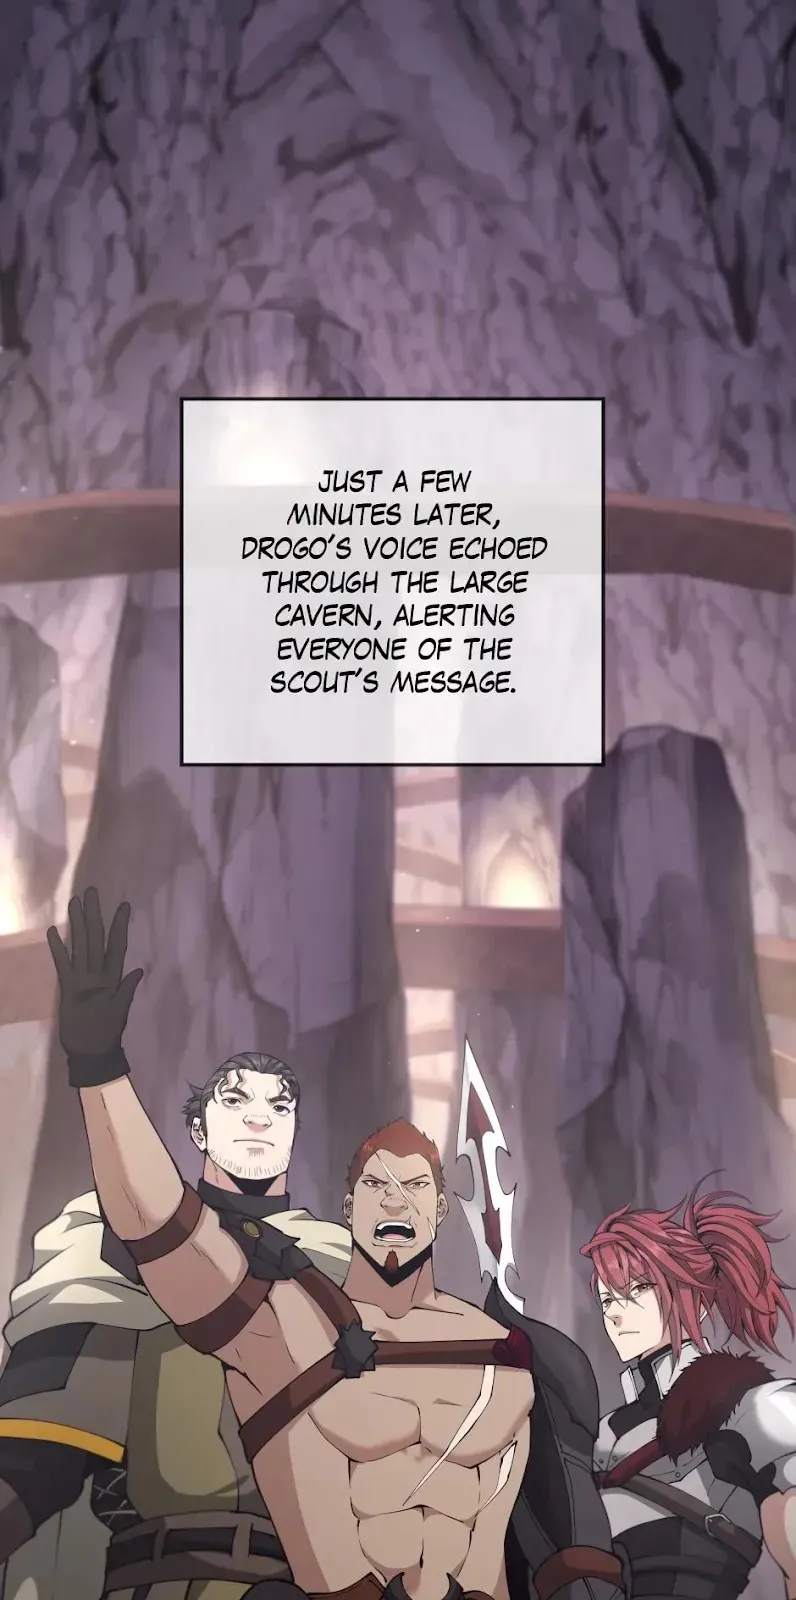 JUST A FEW
MINUTES LATER,
DROGO'S VOICE ECHOED
THROUGH THE LARGE
CAVERN, ALERTING
EVERYONE OF THE
SCOUT'S MESSAGE.